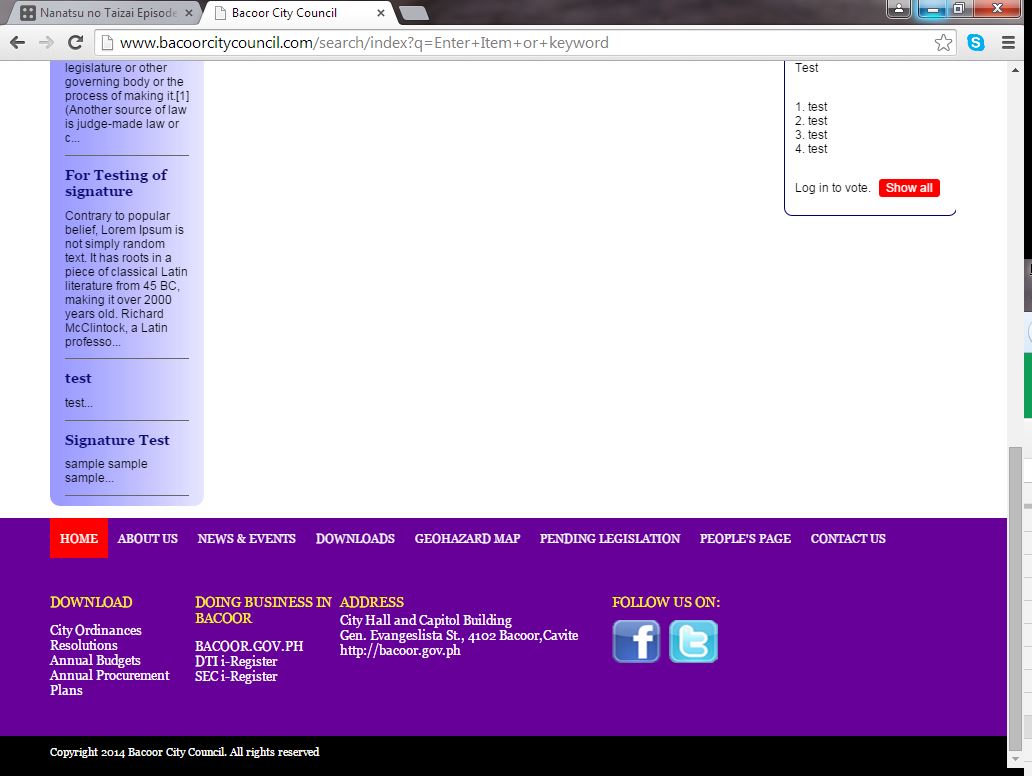 Nanatsu no Taizai Episode
Bacoor City Council
www.bacoorcitycouncil.com/search/index?q=Enter+Item+or+keyword
legislature or other
governing body or the
process of making it.[1]
(Another source of law
is judge-made law or
c...
For Testing of
signature
Contrary to popular
belief, Lorem Ipsum is
not simply random
text. It has roots in a
piece of classical Latin
literature from 45 BC,
making it over 2000
years old. Richard
McClintock, a Latin
professo...
test
test...
Signature Test
sample sample
sample...
Test
1. test
2. test
3. test
4. test
Log in to vote. Show all
HOME ABOUT US NEWS & EVENTS DOWNLOADS GEOHAZARD MAP PENDING LEGISLATION PEOPLE'S PAGE CONTACT US
DOWNLOAD
City Ordinances
Resolutions
Annual Budgets
Annual Procurement
Plans
DOING BUSINESS IN
BACOOR
BACOOR.GOV.PH
DTI i-Register
SEC i-Register
ADDRESS
City Hall and Capitol Building
Gen. Evangeslista St., 4102 Bacoor,Cavite
http://bacoor.gov.ph
FOLLOW US ON:
Copyright 2014 Bacoor City Council. All rights reserved